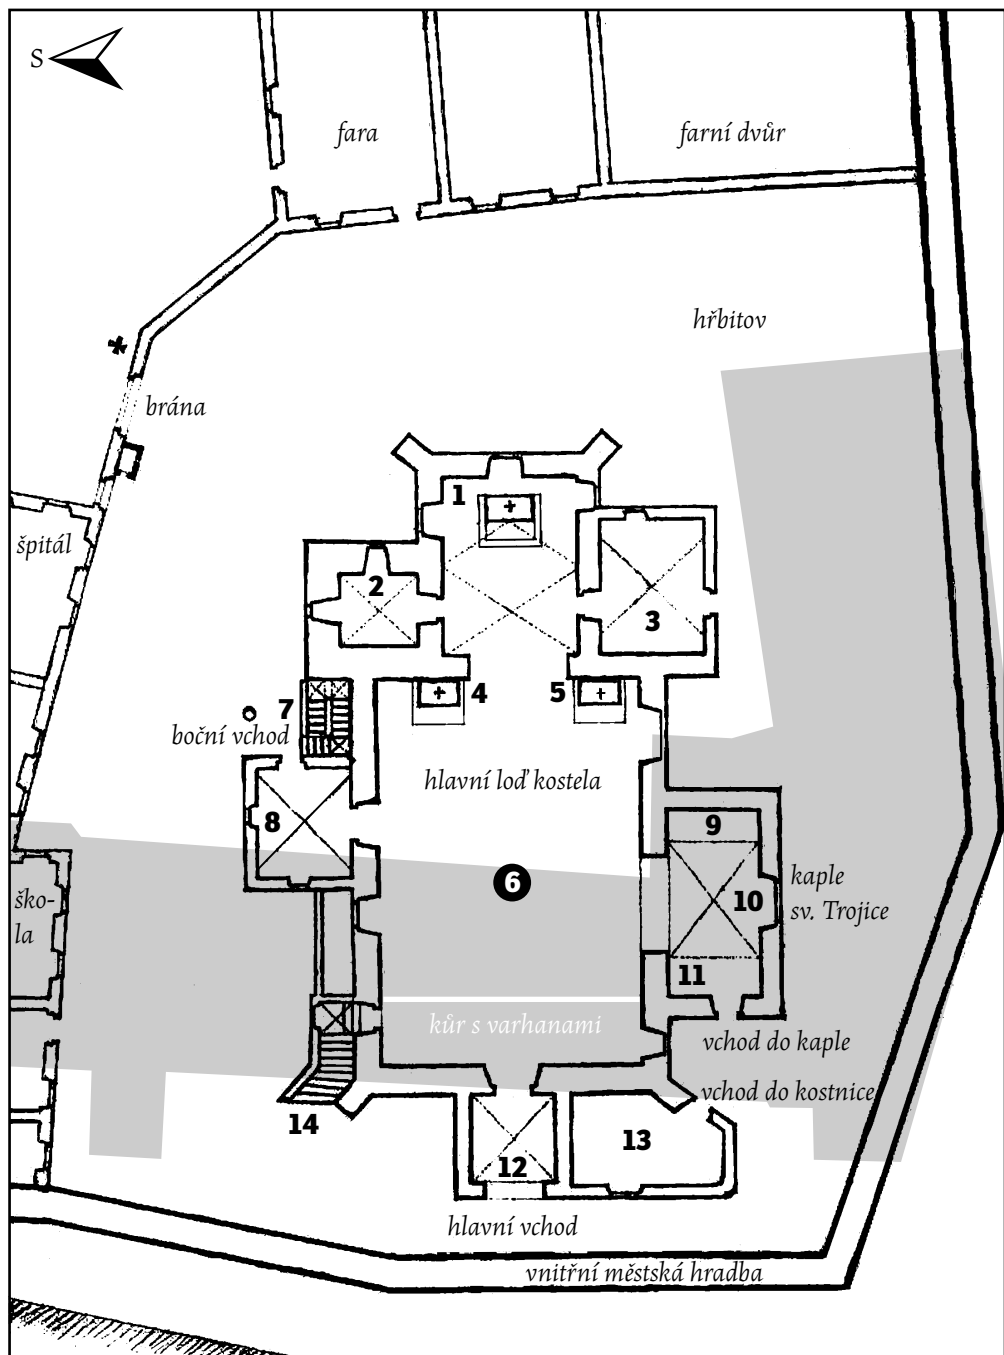 S
fara
farní dvůr
hřbitov
brána
špitál
1
2
3
4
5
7
boční vchod
hlavní loď kostela
8
9
6
kaple
sv. Trojice
10
ško-
la
11
kůr s varhanami
vchod do kaple
vchod do kostnice
14
13
12
hlavní vchod
vnitřní městská hradba